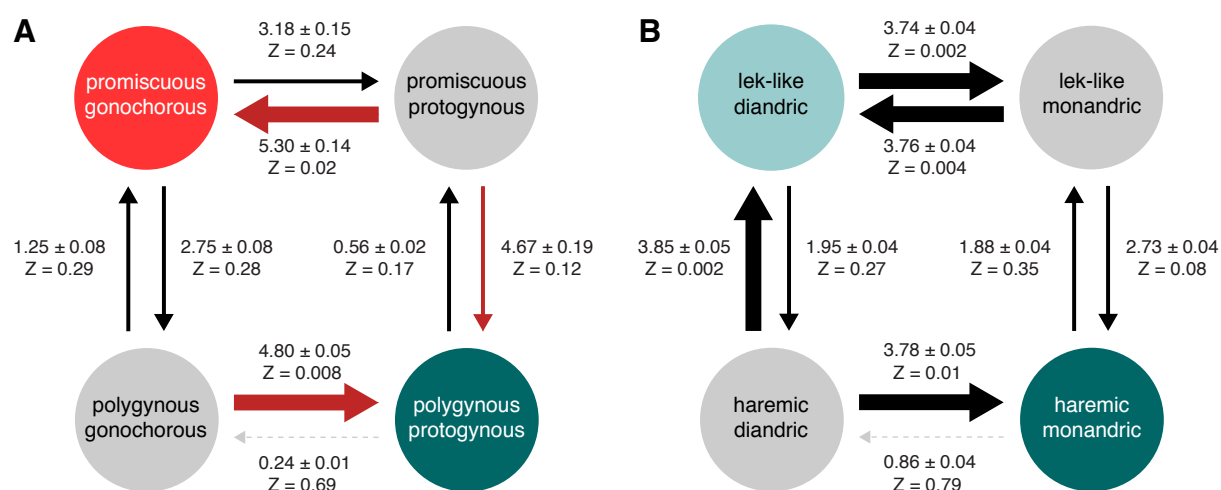 A
promiscuous
gonochorous
3.18 ± 0.15
Z = 0.24
5.30 ± 0.14
Z = 0.02
promiscuous
protogynous
1.25 ± 0.08
Z = 0.29
2.75 ± 0.08
Z = 0.28
0.56 ± 0.02
Z = 0.17
4.67 ± 0.19
Z = 0.12
polygynous
gonochorous
4.80 ± 0.05
Z = 0.008
0.24 ± 0.01
Z = 0.69
polygynous
protogynous
B
lek-like
diandric
3.74 ± 0.04
Z = 0.002
3.76 ± 0.04
Z = 0.004
lek-like
monandric
3.85 ± 0.05
Z = 0.002
1.95 ± 0.04
Z = 0.27
1.88 ± 0.04
Z = 0.35
2.73 ± 0.04
Z = 0.08
haremic
diandric
3.78 ± 0.05
Z = 0.01
0.86 ± 0.04
Z = 0.79
haremic
monandric